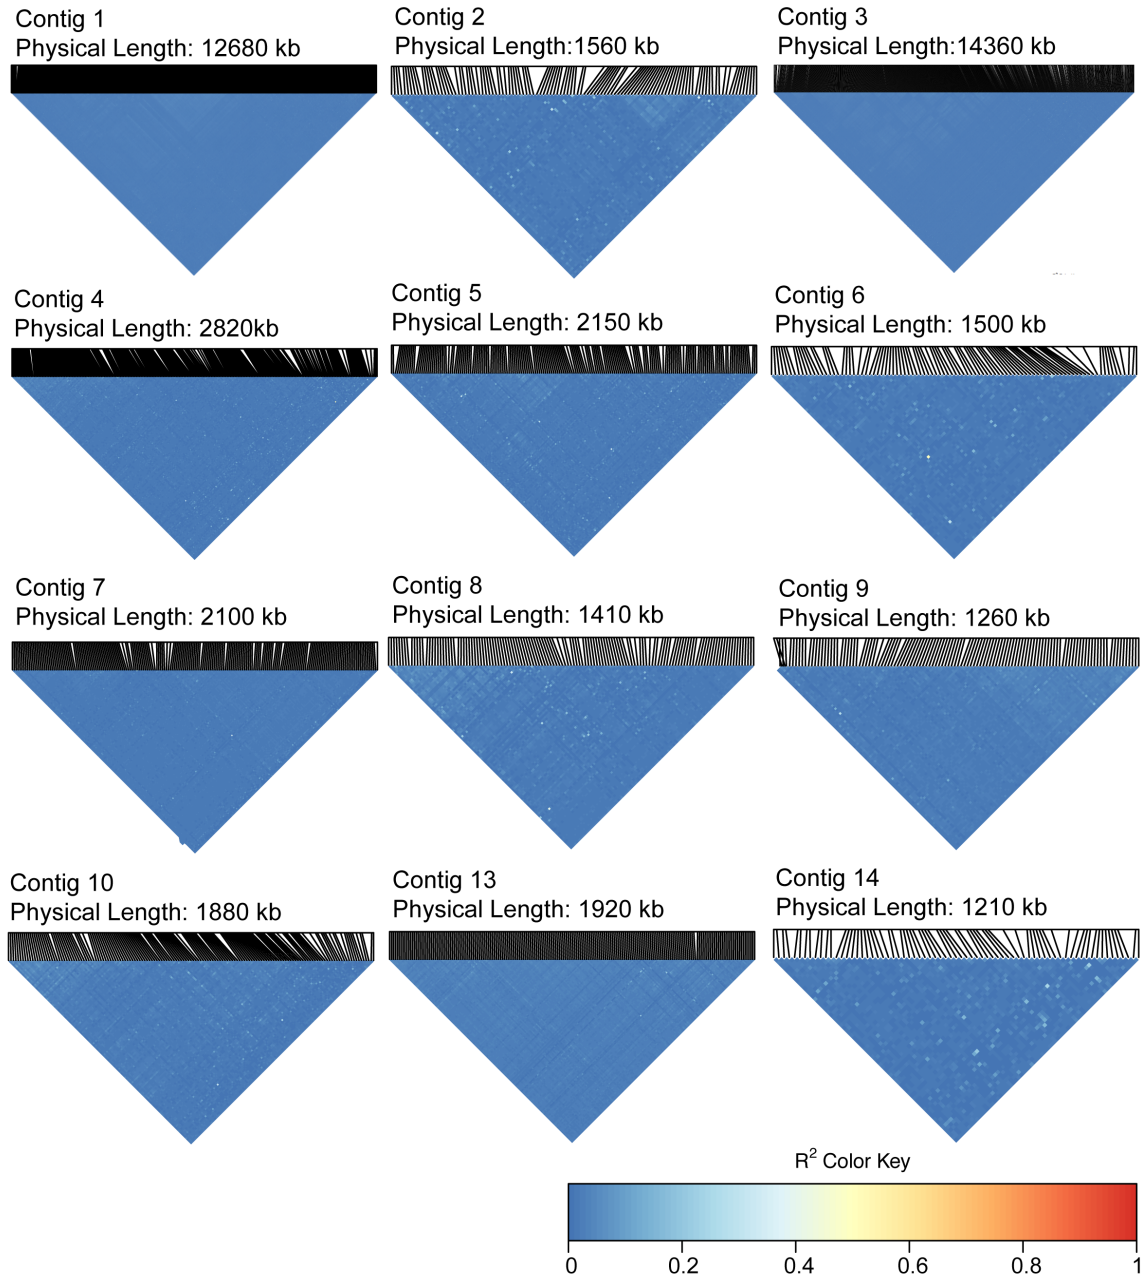 Contig 1
Physical Length: 12680 kb
Contig 2
Physical Length:1560 kb
Contig 3
Physical Length:14360 kb
Contig 4
Physical Length: 2820kb
Contig 5
Physical Length: 2150 kb
Contig 6
Physical Length: 1500 kb
Contig 7
Physical Length: 2100 kb
Contig 8
Physical Length: 1410 kb
Contig 9
Physical Length: 1260 kb
Contig 10
Physical Length: 1880 kb
Contig 13
Physical Length: 1920 kb
Contig 14
Physical Length: 1210 kb
R² Color Key
0 0.2 0.4 0.6 0.8 1